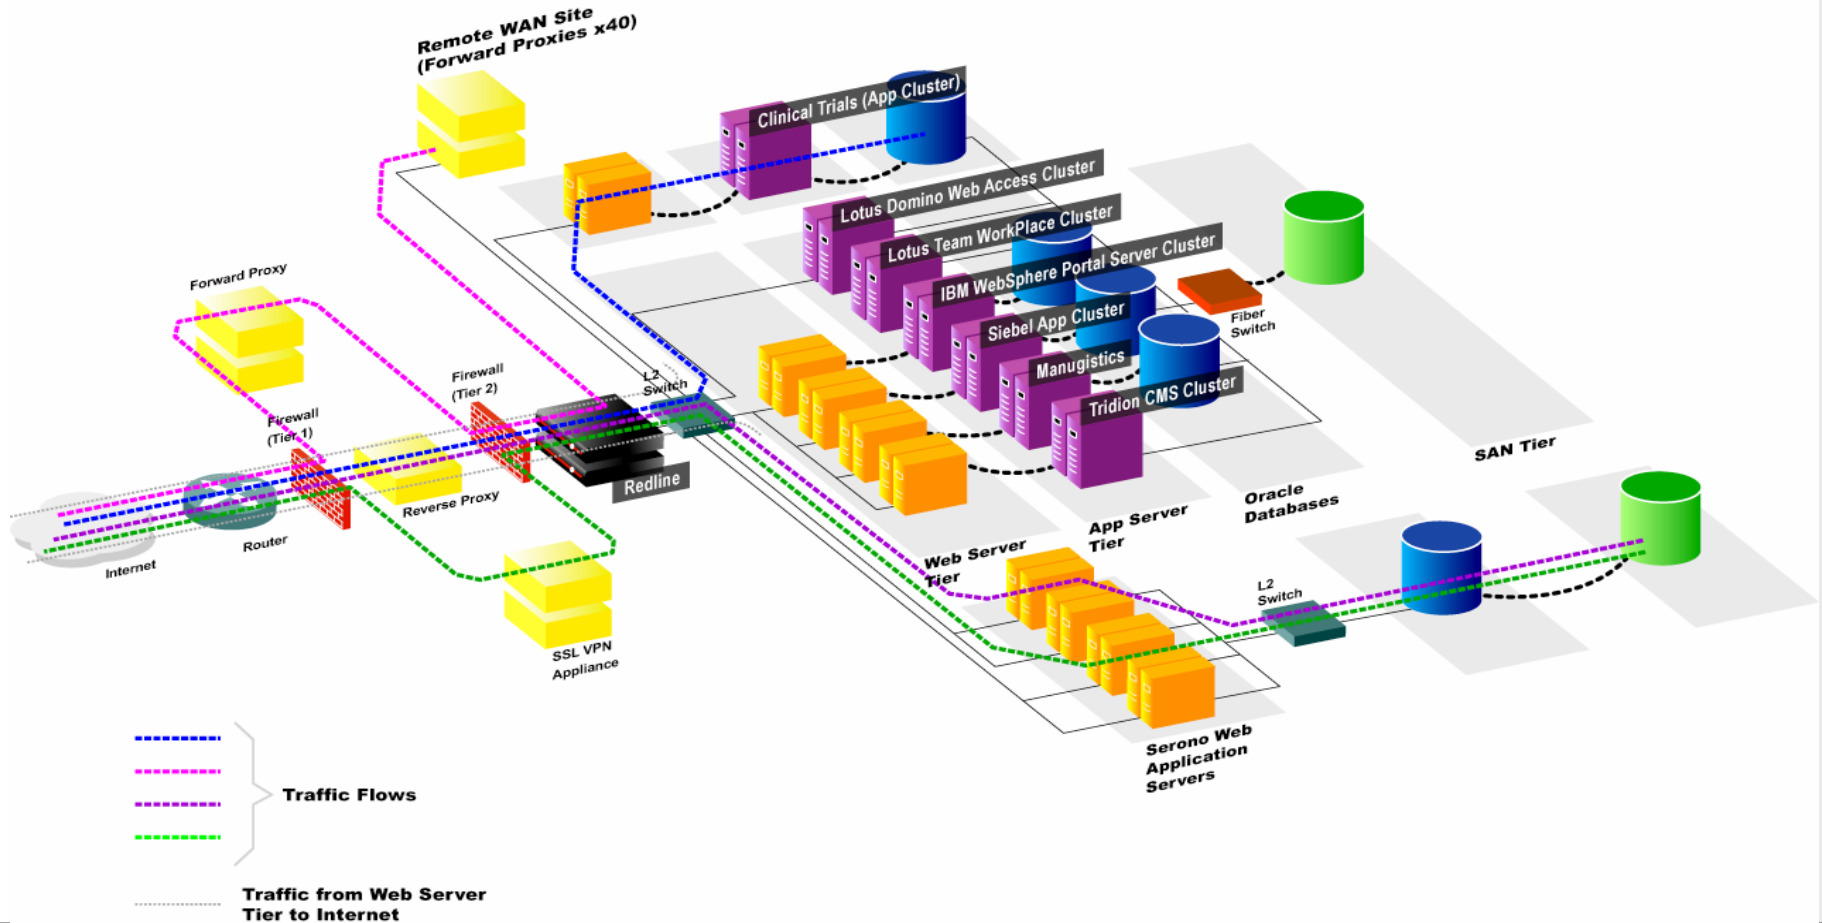 Remote WAN Site
(Forward Proxies x40)
Clinical Trials (App Cluster)
Lotus Domino Web Access Cluster
Lotus Team WorkPlace Cluster
IBM WebSphere Portal Server Cluster
Siebel App Cluster
Manugistics
Tridion CMS Cluster
Fiber
Switch
Forward Proxy
Firewall
(Tier 2)
L2
Switch
Firewall
(Tier 1)
SAN Tier
Redline
Reverse Proxy
Oracle
Databases
App Server
Tier
Router
Internet
Web Server
Tier
L2
Switch
SSL VPN
Appliance
Serono Web
Application
Servers
Traffic Flows
Traffic from Web Server
Tier to Internet